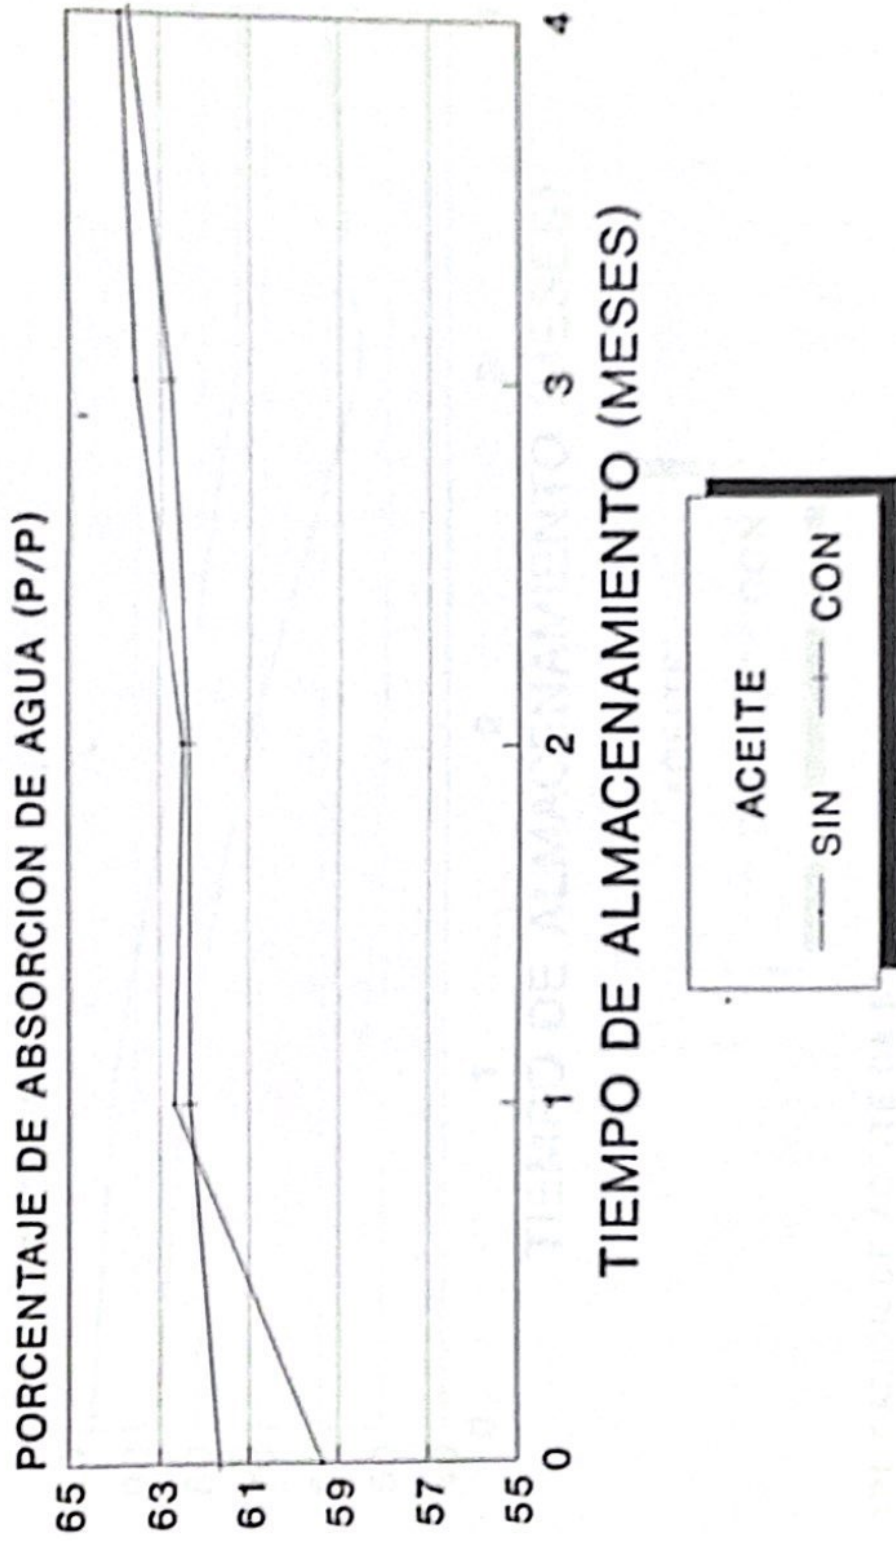 PORCENTAJE DE ABSORCION DE AGUA (P/P)
65
63
61
59
57
55
0
1
2
3
4
TIEMPO DE ALMACENAMIENTO (MESES)
ACEITE
SIN CON